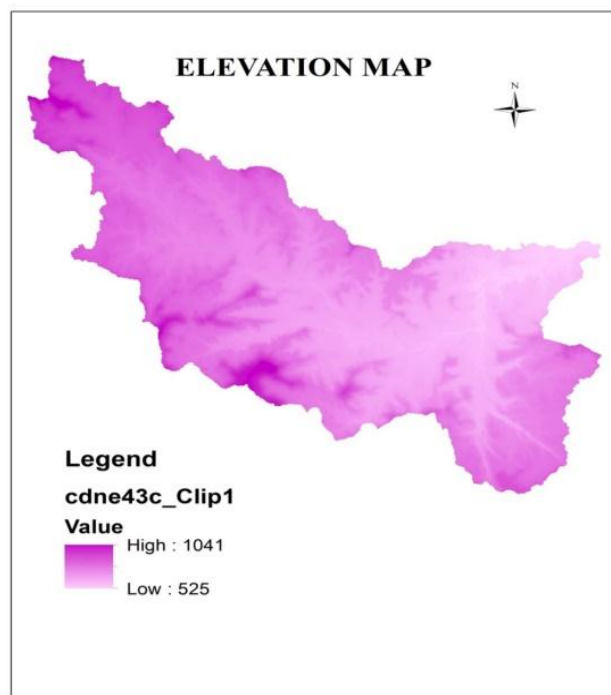 ELEVATION MAP
N
Legend
cdne43c_Clip1
Value
High : 1041
Low : 525